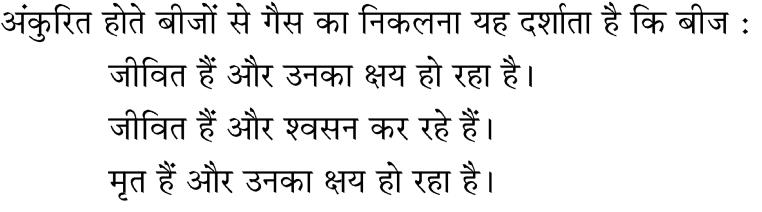 अंकुरित होते बीजों से गैस का निकलना यह दर्शाता है कि बीज :
जीवित हैं और उनका क्षय हो रहा है।
जीवित हैं और श्वसन कर रहे हैं।
मृत हैं और उनका क्षय हो रहा है।